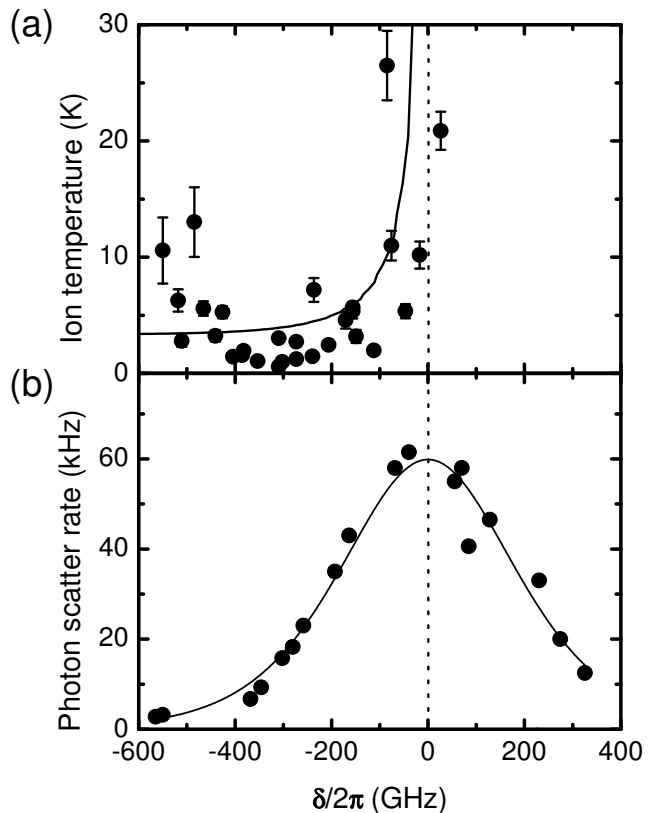 (a)
30
20
10
0
Ion temperature (K)
(b)
60
40
20
0
Photon scatter rate (kHz)
-600 -400 -200 0 200 400
δ/2π (GHz)